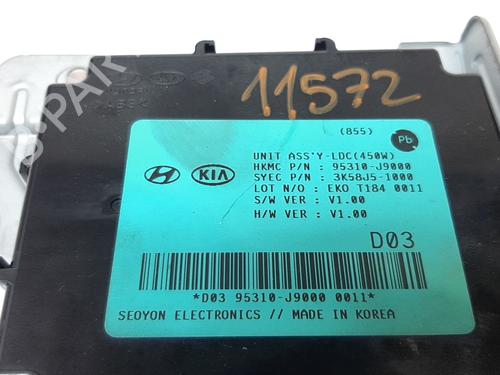 11572
(855)
Pb
UNIT ASS'Y-LDC(450W)
HKMC P/N : 95310-J9000
SYEC P/N : 3K58J5-1000
LOT N/O : EKO T184 0011
S/W VER : V1.00
H/W VER : V1.00
KIA
D03
*D03 95310-J9000 0011*
SEOYON ELECTRONICS // MADE IN KOREA